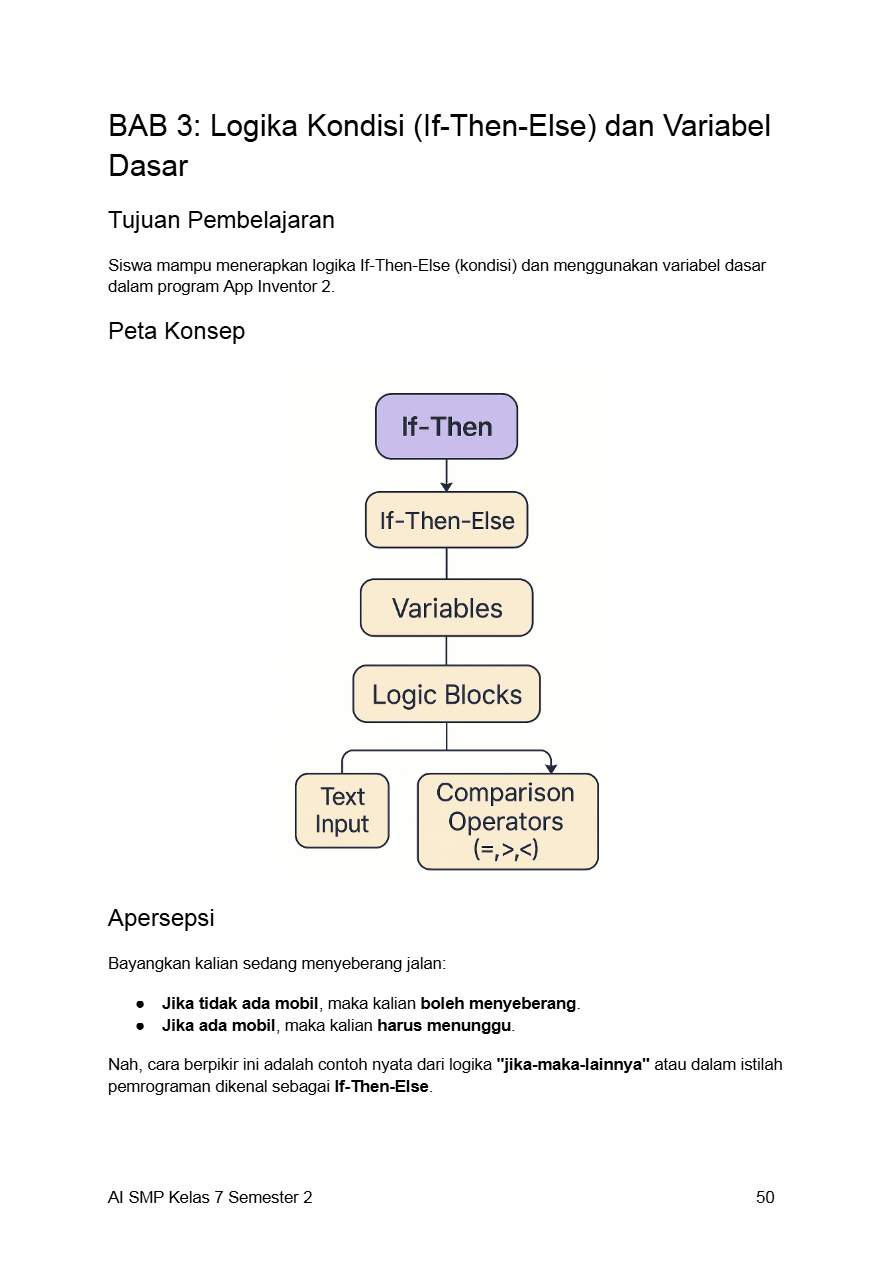 BAB 3: Logika Kondisi (If-Then-Else) dan Variabel
Dasar
Tujuan Pembelajaran
Siswa mampu menerapkan logika If-Then-Else (kondisi) dan menggunakan variabel dasar
dalam program App Inventor 2.
Peta Konsep
If-Then
If-Then-Else
Variables
Logic Blocks
Text
Input
Comparison
Operators
(=,>,<)
Apersepsi
Bayangkan kalian sedang menyeberang jalan:
● Jika tidak ada mobil, maka kalian boleh menyeberang.
● Jika ada mobil, maka kalian harus menunggu.
Nah, cara berpikir ini adalah contoh nyata dari logika "jika-maka-lainnya" atau dalam istilah
pemrograman dikenal sebagai If-Then-Else.
AI SMP Kelas 7 Semester 2 50